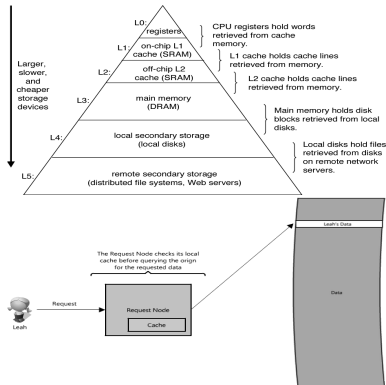 L0:
registers
CPU registers hold words
retrieved from cache
memory.
L1:
on-chip L1
cache (SRAM)
L1 cache holds cache lines
retrieved from memory.
L2:
off-chip L2
cache (SRAM)
L2 cache holds cache lines
retrieved from memory.
Larger,
slower,
and
cheaper
storage
devices
L3:
main memory
(DRAM)
Main memory holds disk
blocks retrieved from local
disks.
L4:
local secondary storage
(local disks)
Local disks hold files
retrieved from disks
on remote network
servers.
L5:
remote secondary storage
(distributed file systems, Web servers)
Leah's Data
The Request Node checks its local
cache before querying the orign
for the requested data
Data
Request
Request Node
Cache
Leah